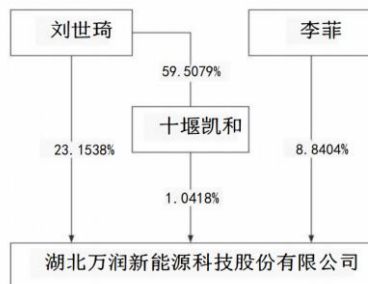 刘世琦
李菲
59.5079%
十堰凯和
23.1538%
8.8404%
1.0418%
湖北万润新能源科技股份有限公司